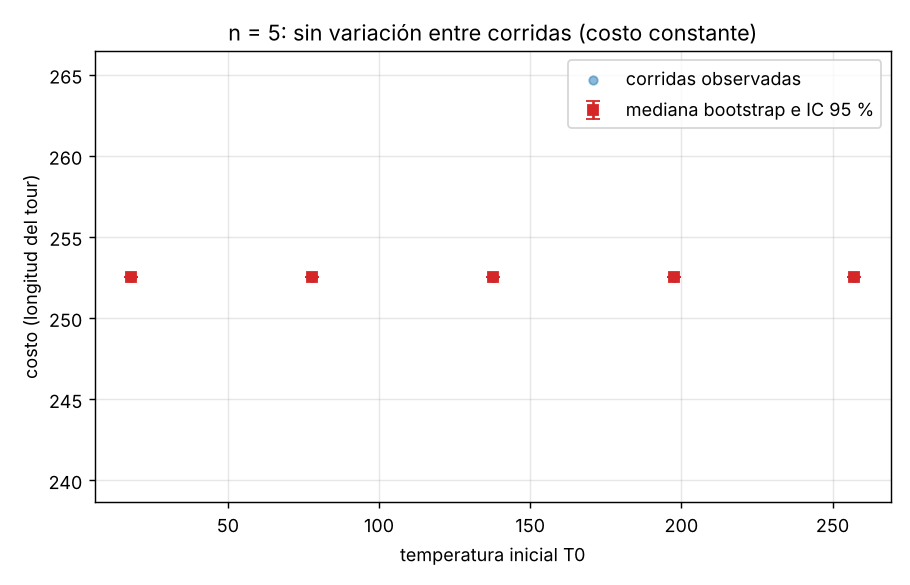 n = 5: sin variación entre corridas (costo constante)
corridas observadas
mediana bootstrap e IC 95 %
costo (longitud del tour)
265
260
255
250
245
240
50
100
150
200
250
temperatura inicial T0